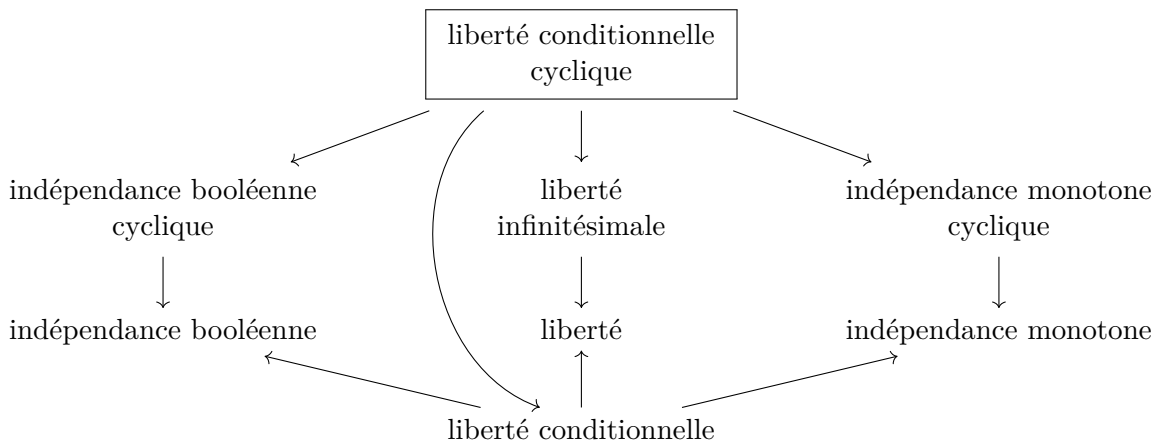 liberté conditionnelle
cyclique
indépendance booléenne
cyclique
liberté
infinitésimale
indépendance monotone
cyclique
indépendance booléenne
liberté
indépendance monotone
liberté conditionnelle